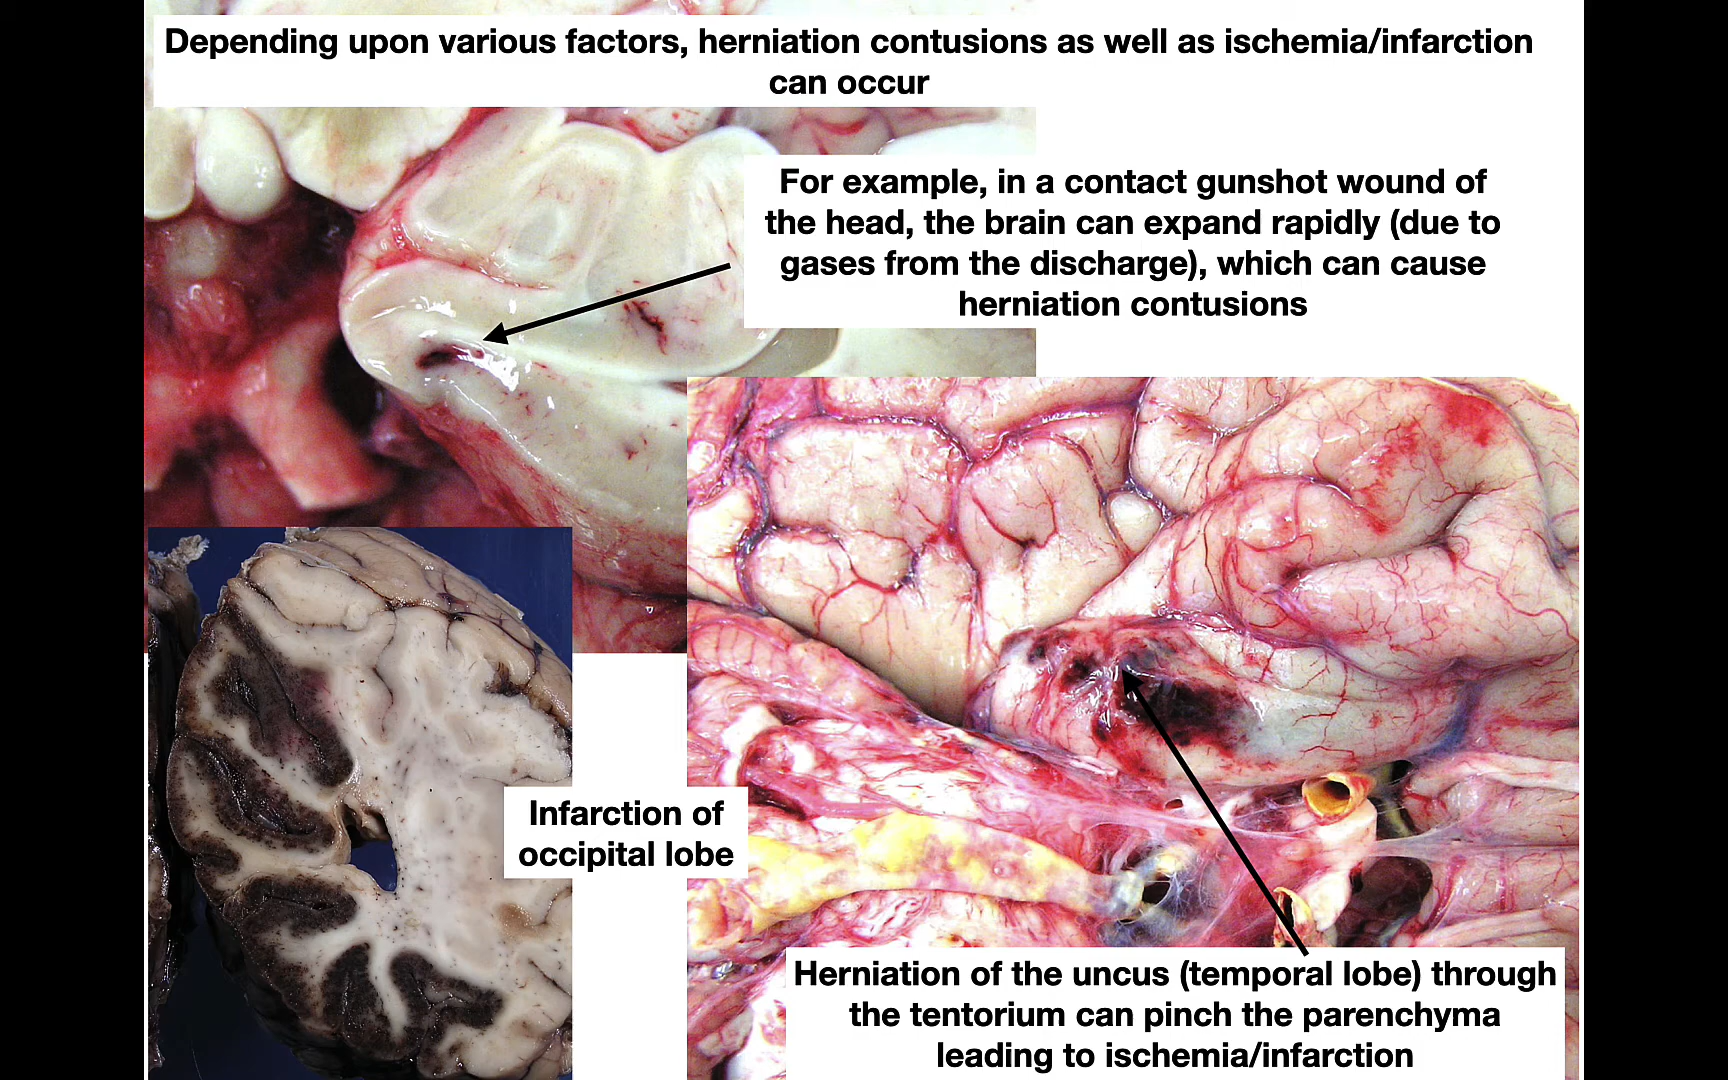 Depending upon various factors, herniation contusions as well as ischemia/infarction
can occur
For example, in a contact gunshot wound of
the head, the brain can expand rapidly (due to
gases from the discharge), which can cause
herniation contusions
Infarction of
occipital lobe
Herniation of the uncus (temporal lobe) through
the tentorium can pinch the parenchyma
leading to ischemia/infarction